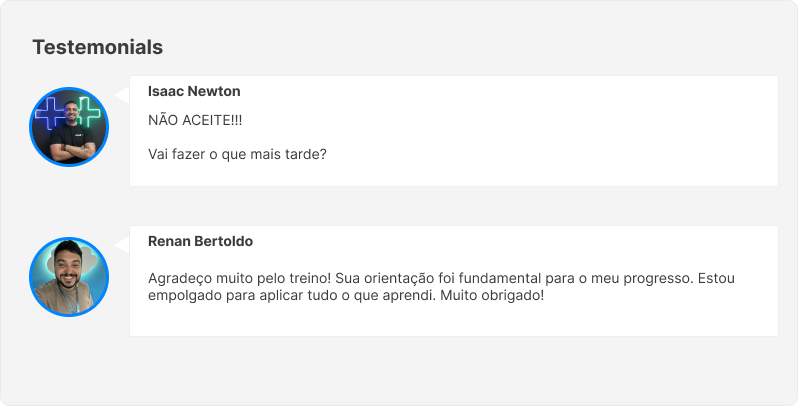 Testemonials
Isaac Newton
NÃO ACEITE!!!
Vai fazer o que mais tarde?
Renan Bertoldo
Agradeço muito pelo treino! Sua orientação foi fundamental para o meu progresso. Estou
empolgado para aplicar tudo o que aprendi. Muito obrigado!